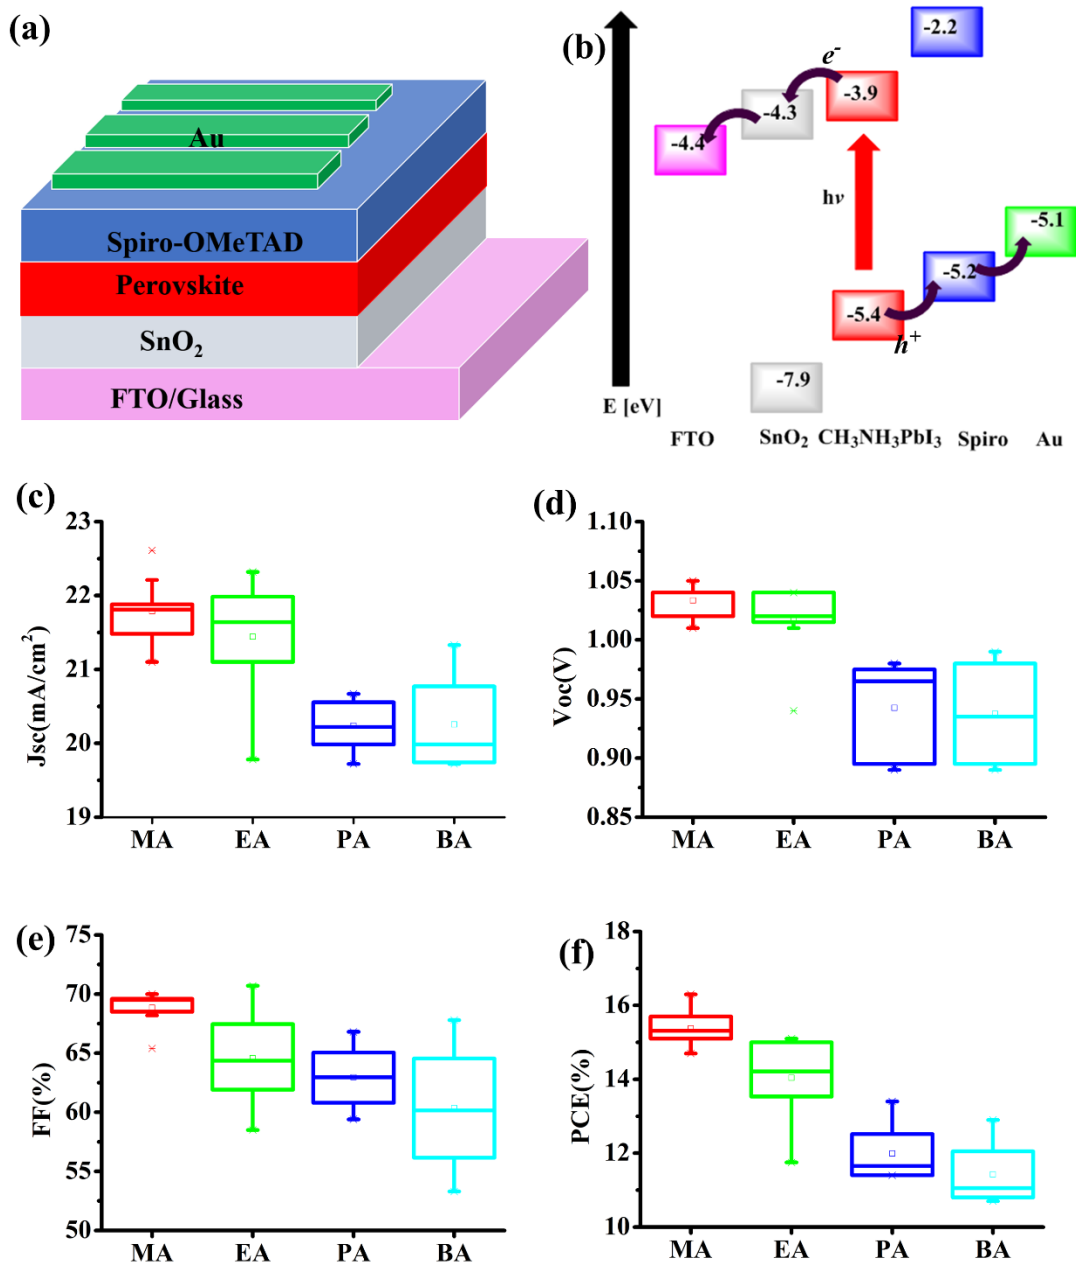 (a)
Au
Spiro-OMeTAD
Perovskite
SnO2
FTO/Glass
(b)
-2.2
e-
-3.9
-4.3
-4.4
hν
-5.1
-5.2
-5.4
h+
-7.9
E [eV]
FTO SnO2 CH3NH3PbI3 Spiro Au
(c)
23
22
21
20
19
Jsc(mA/cm2)
MA EA PA BA
(d)
1.10
1.05
1.00
0.95
0.90
0.85
Voc(V)
MA EA PA BA
(e)
75
70
65
60
55
50
FF(%)
MA EA PA BA
(f)
18
16
14
12
10
PCE(%)
MA EA PA BA